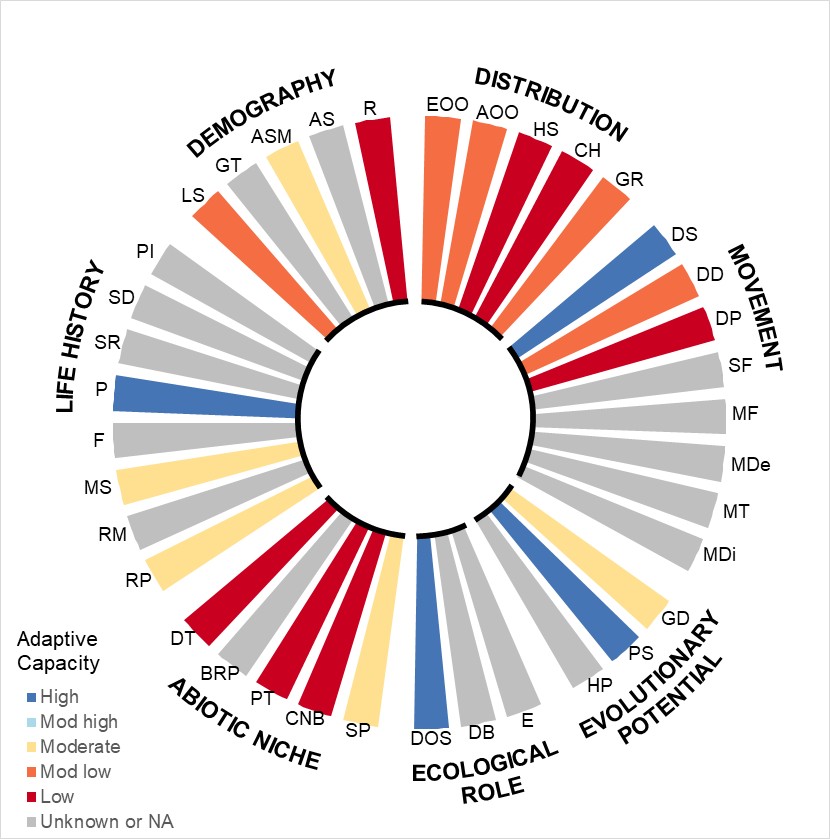 DEMOGRAPHY
LS
GT
ASM
AS
R
DISTRIBUTION
EOO
AOO
HS
CH
GR
MOVEMENT
DS
DD
DP
SF
MF
MDe
MT
MDi
EVOLUTIONARY
POTENTIAL
GD
PS
HP
ECOLOGICAL
ROLE
E
DB
DOS
ABIOTIC NICHE
SP
CNB
PT
BRP
DT
LIFE HISTORY
RP
RM
MS
F
P
SR
SD
PI
Adaptive
Capacity
High
Mod high
Moderate
Mod low
Low
Unknown or NA